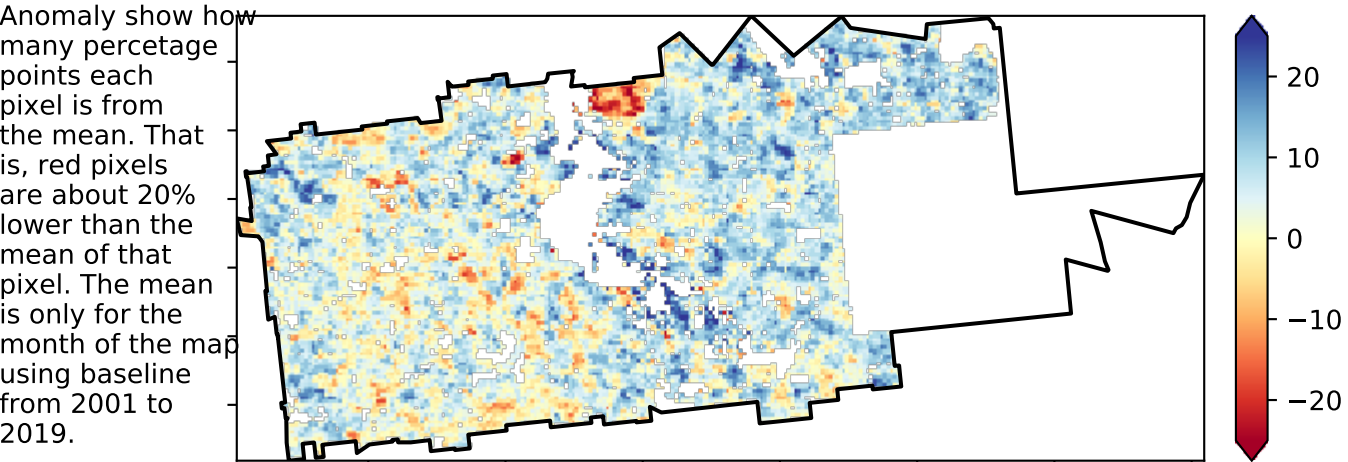 Anomaly show how
many percetage
points each
pixel is from
the mean. That
is, red pixels
are about 20%
lower than the
mean of that
pixel. The mean
is only for the
month of the map
using baseline
from 2001 to
2019.
20
10
0
−10
−20